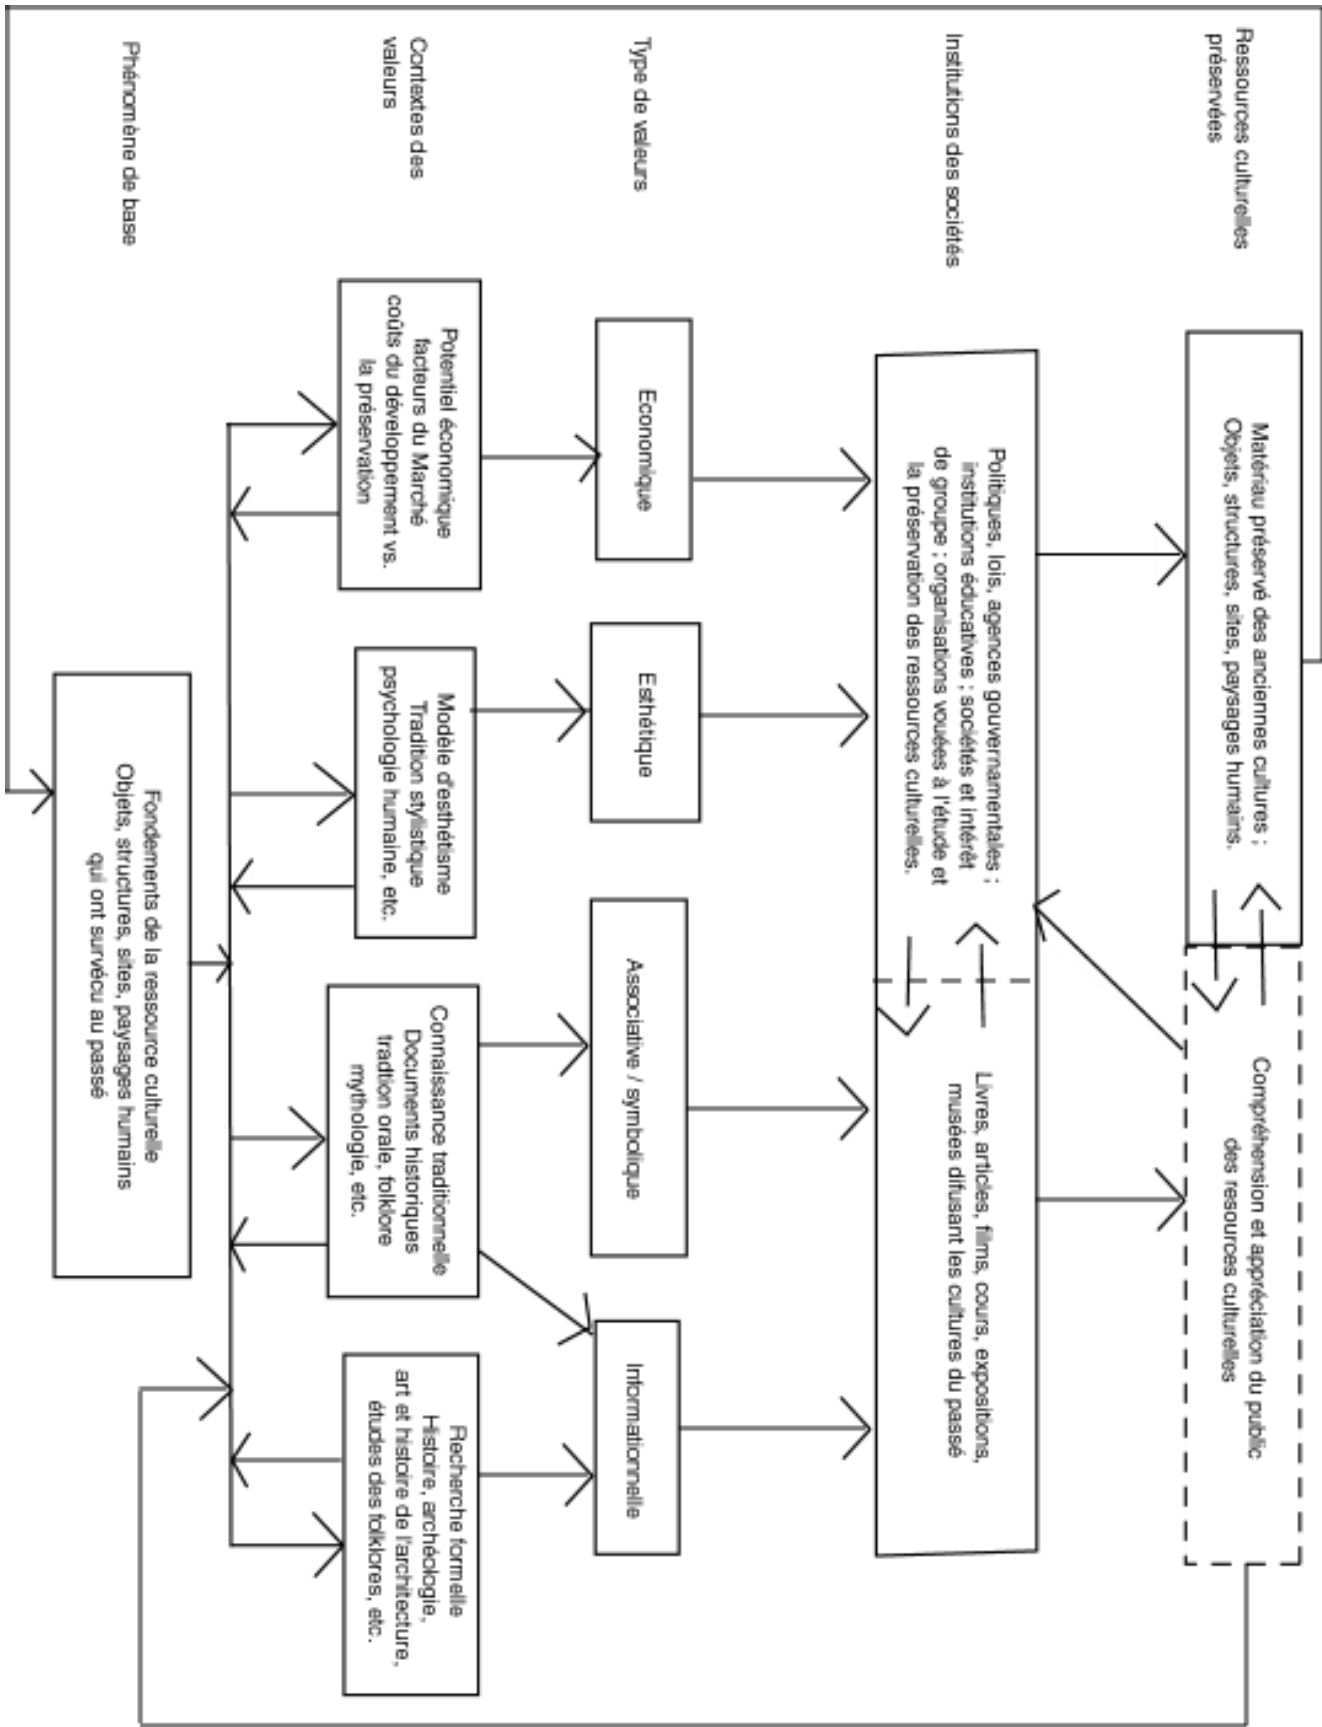 Ressources culturelles
préservées
Matériau préservé des anciennes cultures ;
Objets, structures, sites, paysages humains.
Compréhension et appréciation du public
des resources culturelles
Institutions des sociétés
Politiques, lois, agences gouvernamentales ;
institutions éducatives ; sociétés et intérêt
de groupe ; organisations vouées à l'étude et
la préservation des ressources culturelles.
Livres, articles, films, cours, expositions,
musées difusant les cultures du passé
Type de valeurs
Economique
Esthétique
Associative / symbolique
Informationnelle
Contextes des
valeurs
Potentiel économique
facteurs du Marché
coûts du développement vs.
la préservation
Modèle d'esthétisme
Tradition stylistique
psychologie humaine, etc.
Connaissance traditionnelle
Documents historiques
tradtion orale, folklore
mythologie, etc.
Recherche formelle
Histoire, archéologie,
art et histoire de l'architecture,
études des folklores, etc.
Phénomène de base
Fondements de la ressource culturelle
Objets, structures, sites, paysages humains
qui ont survécu au passé